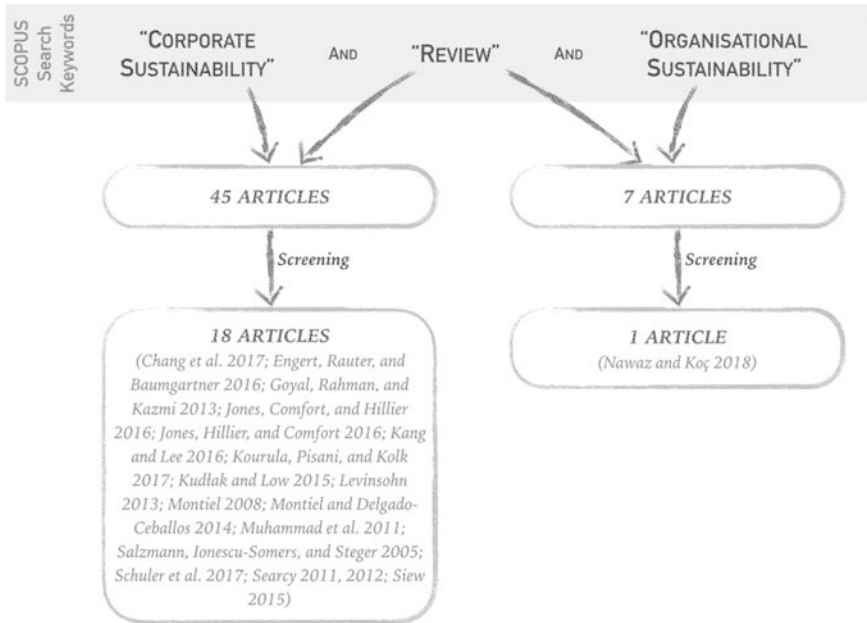 SCOPUS
Search
Keywords
"CORPORATE
SUSTAINABILITY"
AND
"REVIEW"
AND
"ORGANISATIONAL
SUSTAINABILITY"
45 ARTICLES
7 ARTICLES
Screening
Screening
18 ARTICLES
(Chang et al. 2017; Engert, Rauter, and
Baumgartner 2016; Goyal, Rahman, and
Kazmi 2013; Jones, Comfort, and Hillier
2016; Jones, Hillier, and Comfort 2016; Kang
and Lee 2016; Kourula, Pisani, and Kolk
2017; Kudłak and Low 2015; Levinsohn
2013; Montiel 2008; Montiel and Delgado-
Ceballos 2014; Muhammad et al. 2011;
Salzmann, Ionescu-Somers, and Steger 2005;
Schuler et al. 2017; Searcy 2011, 2012; Siew
2015)
1 ARTICLE
(Nawaz and Koç 2018)